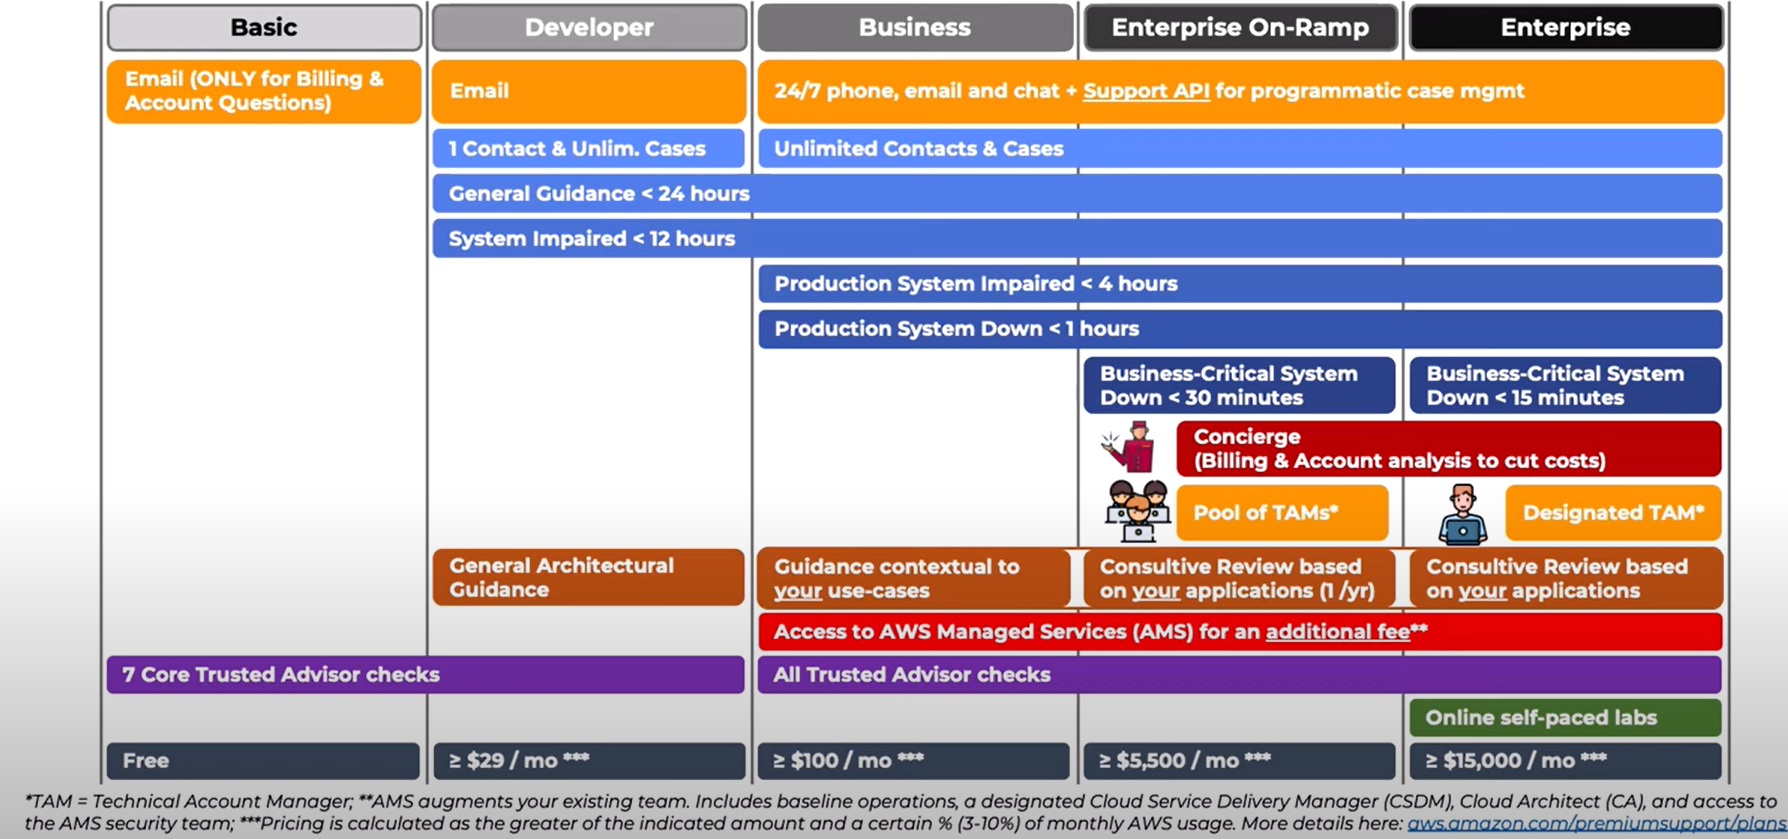 Basic
Developer
Business
Enterprise On-Ramp
Enterprise
Email (ONLY for Billing &
Account Questions)
Email
24/7 phone, email and chat + Support API for programmatic case mgmt
1 Contact & Unlim. Cases
Unlimited Contacts & Cases
General Guidance < 24 hours
System Impaired < 12 hours
Production System Impaired < 4 hours
Production System Down < 1 hours
Business-Critical System
Down < 30 minutes
Business-Critical System
Down < 15 minutes
Concierge
(Billing & Account analysis to cut costs)
Pool of TAMs*
Designated TAM*
General Architectural
Guidance
Guidance contextual to
your use-cases
Consultive Review based
on your applications (1 /yr)
Consultive Review based
on your applications
Access to AWS Managed Services (AMS) for an additional fee**
7 Core Trusted Advisor checks
All Trusted Advisor checks
Online self-paced labs
Free
≥ $29 / mo ***
≥ $100 / mo ***
≥ $5,500 / mo ***
≥ $15,000 / mo ***
*TAM = Technical Account Manager; **AMS augments your existing team. Includes baseline operations, a designated Cloud Service Delivery Manager (CSDM), Cloud Architect (CA), and access to
the AMS security team; ***Pricing is calculated as the greater of the indicated amount and a certain % (3-10%) of monthly AWS usage. More details here: aws.amazon.com/premiumsupport/plans